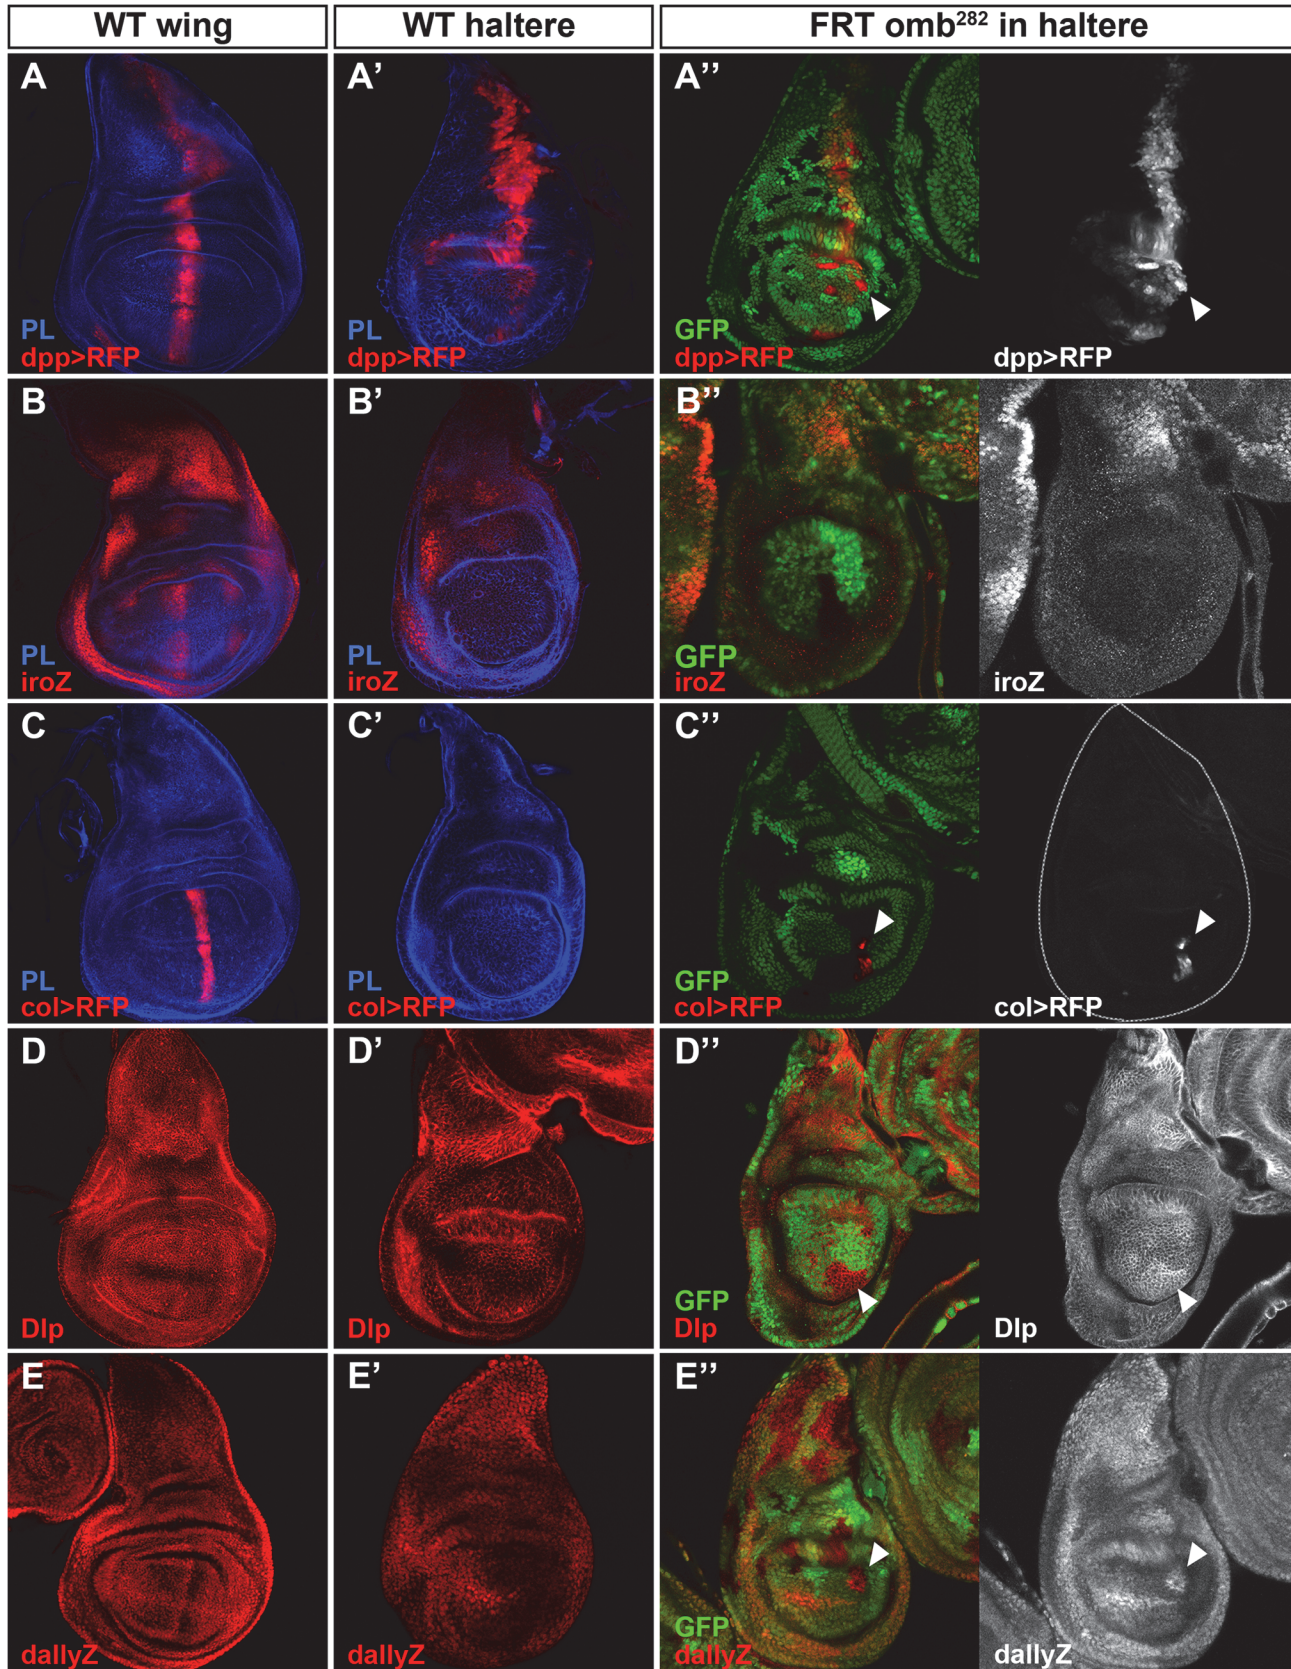 WT wing
WT haltere
FRT omb²⁸² in haltere
A
PL
dpp>RFP
A’
PL
dpp>RFP
A’’
GFP
dpp>RFP
dpp>RFP
B
PL
iroZ
B’
PL
iroZ
B’’
GFP
iroZ
iroZ
C
PL
col>RFP
C’
PL
col>RFP
C’’
GFP
col>RFP
col>RFP
D
Dlp
D’
Dlp
D’’
GFP
Dlp
Dlp
E
dallyZ
E’
dallyZ
E’’
GFP
dallyZ
dallyZ